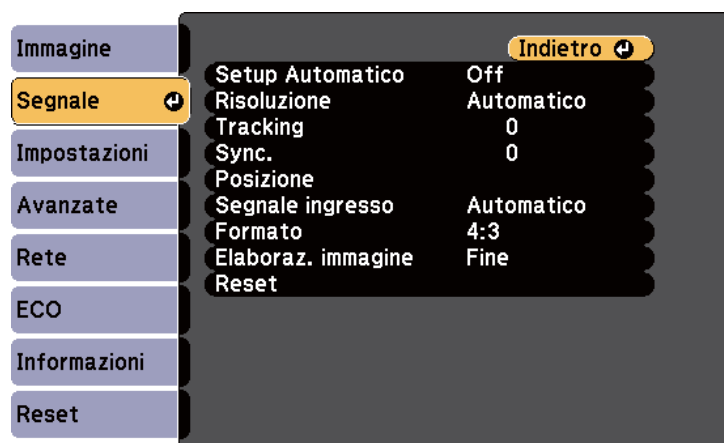 Immagine
Segnale
Impostazioni
Avanzate
Rete
ECO
Informazioni
Reset
Indietro
Setup Automatico Off
Risoluzione Automatico
Tracking 0
Sync. 0
Posizione
Segnale ingresso Automatico
Formato 4:3
Elaboraz. immagine Fine
Reset